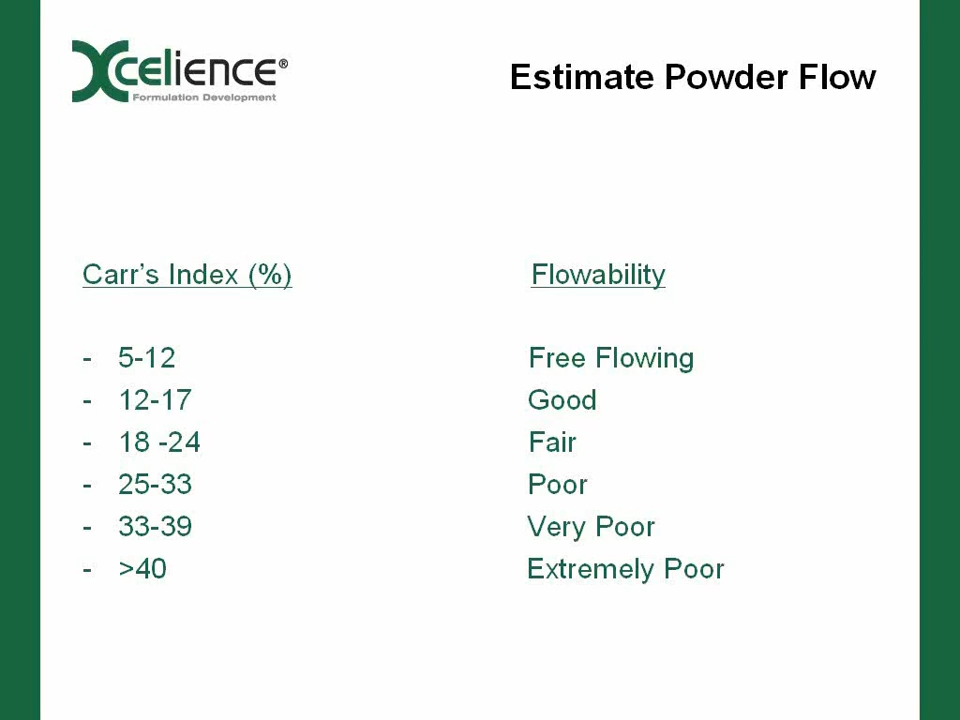 Xcelience®
Formulation Development
Estimate Powder Flow
Carr's Index (%) Flowability
- 5-12 Free Flowing
- 12-17 Good
- 18 -24 Fair
- 25-33 Poor
- 33-39 Very Poor
- >40 Extremely Poor